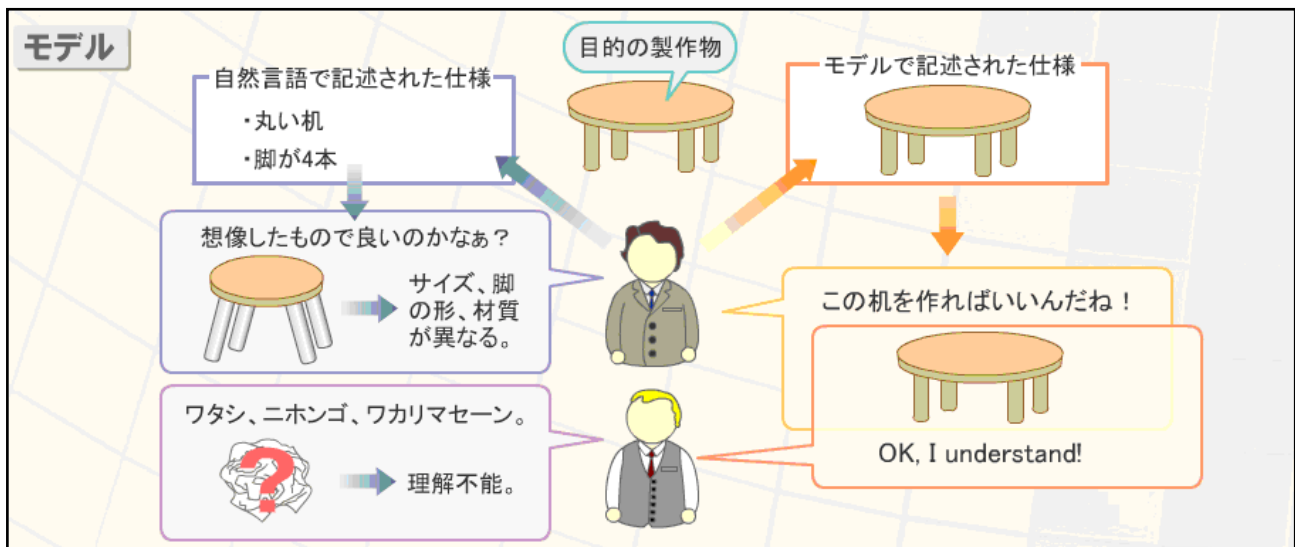 モデル
目的の製作物
自然言語で記述された仕様
・丸い机
・脚が4本
モデルで記述された仕様
想像したもので良いのかなぁ？
サイズ、脚
の形、材質
が異なる。
この机を作ればいいんだね！
ワタシ、ニホンゴ、ワカリマセーン。
?
理解不能。
OK, I understand!